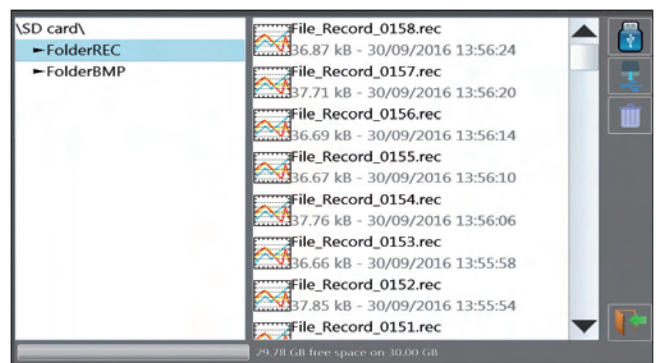 \SD card\
►FolderREC
►FolderBMP
File_Record_0158.rec
36.87 kB - 30/09/2016 13:56:24
File_Record_0157.rec
37.71 kB - 30/09/2016 13:56:20
File_Record_0156.rec
36.69 kB - 30/09/2016 13:56:14
File_Record_0155.rec
36.67 kB - 30/09/2016 13:56:10
File_Record_0154.rec
37.76 kB - 30/09/2016 13:56:06
File_Record_0153.rec
36.66 kB - 30/09/2016 13:55:58
File_Record_0152.rec
37.85 kB - 30/09/2016 13:55:54
File_Record_0151.rec
29.78 GB free space on 30.00 GB